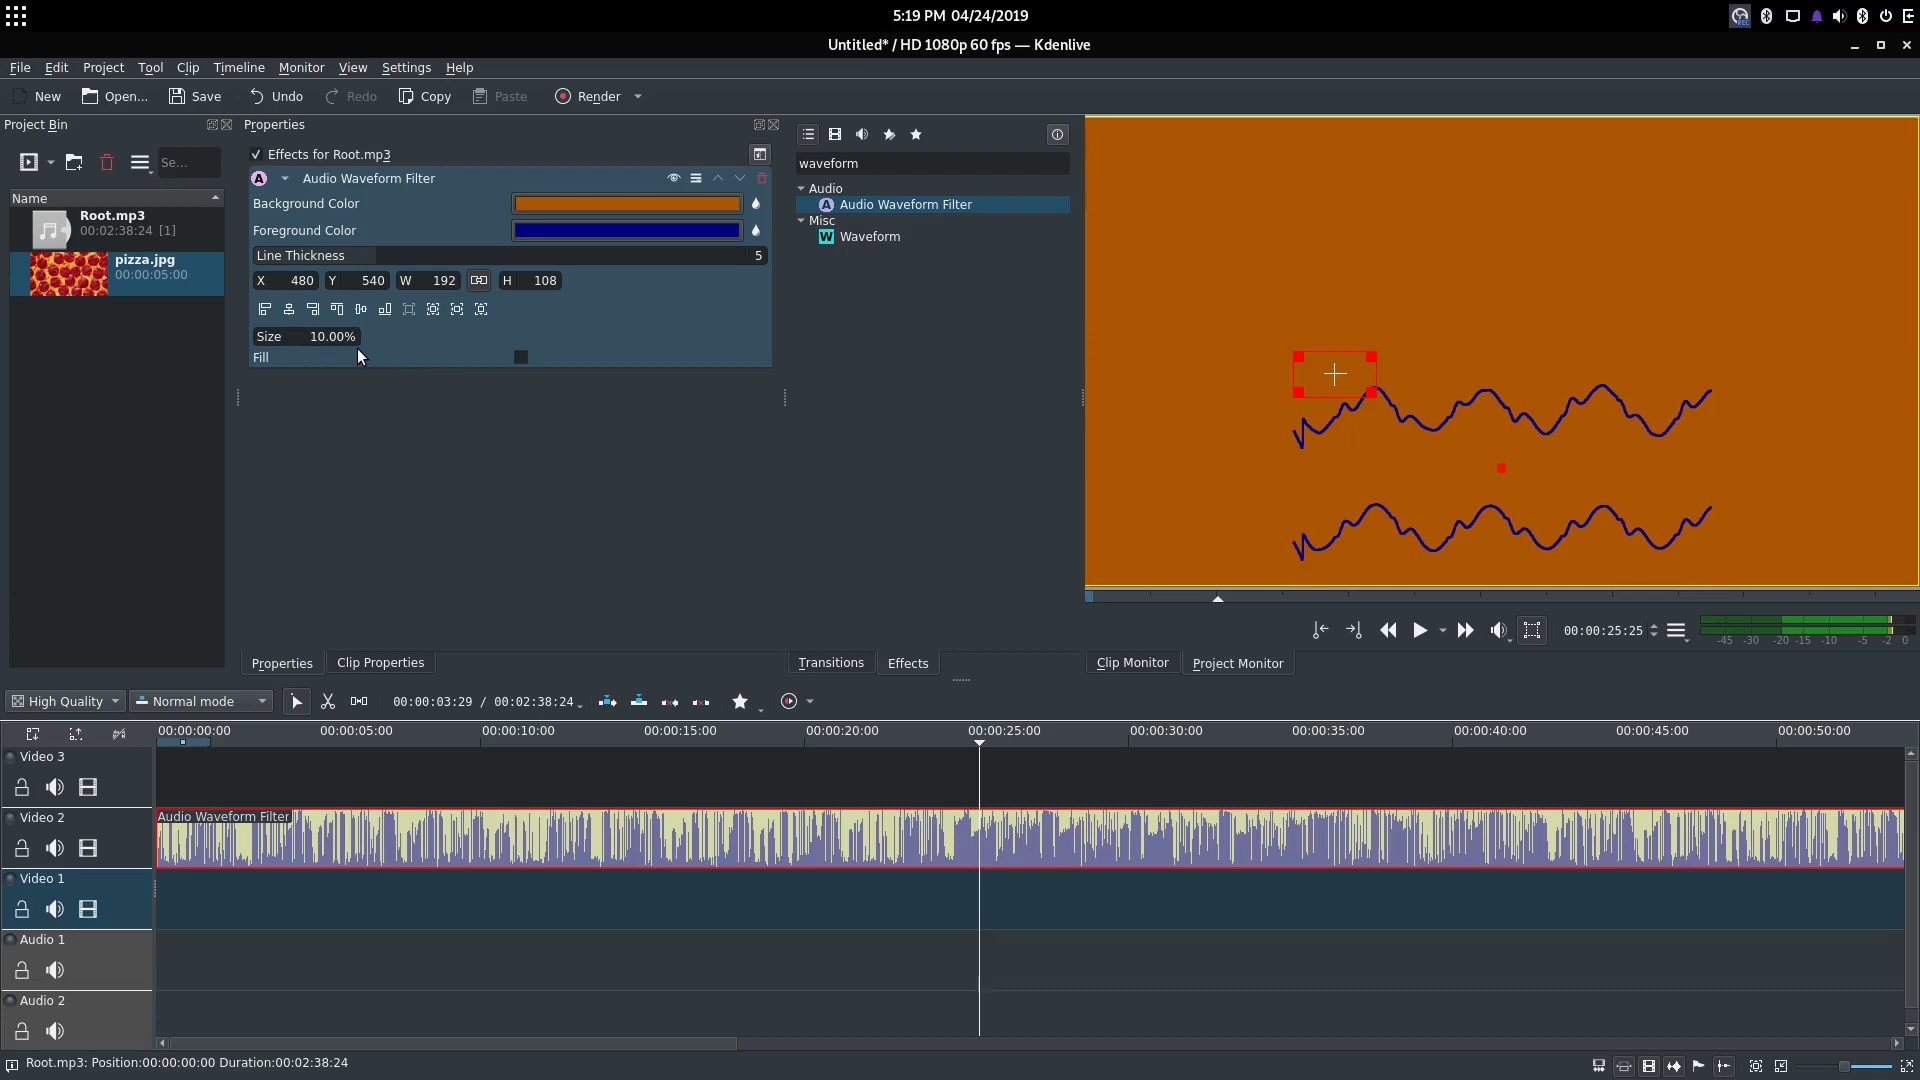 5:19 PM 04/24/2019
Untitled* / HD 1080p 60 fps — Kdenlive
File Edit Project Tool Clip Timeline Monitor View Settings Help
New Open... Save Undo Redo Copy Paste Render
Project Bin
Se...
Name
Root.mp3
00:02:38:24 [1]
pizza.jpg
00:00:05:00
Properties
Effects for Root.mp3
A Audio Waveform Filter
Background Color
Foreground Color
Line Thickness 5
X 480 Y 540 W 192 H 108
Size 10.00%
Fill
Properties Clip Properties
waveform
Audio
A Audio Waveform Filter
Misc
W Waveform
Transitions Effects
00:00:25:25
-45 -30 -20 -15 -10 -5 -2 0
Clip Monitor Project Monitor
High Quality Normal mode 00:00:03:29 / 00:02:38:24
00:00:00:00 00:00:05:00 00:00:10:00 00:00:15:00 00:00:20:00 00:00:25:00 00:00:30:00 00:00:35:00 00:00:40:00 00:00:45:00 00:00:50:00
Video 3
Video 2
Audio Waveform Filter
Video 1
Audio 1
Audio 2
Root.mp3: Position:00:00:00:00 Duration:00:02:38:24